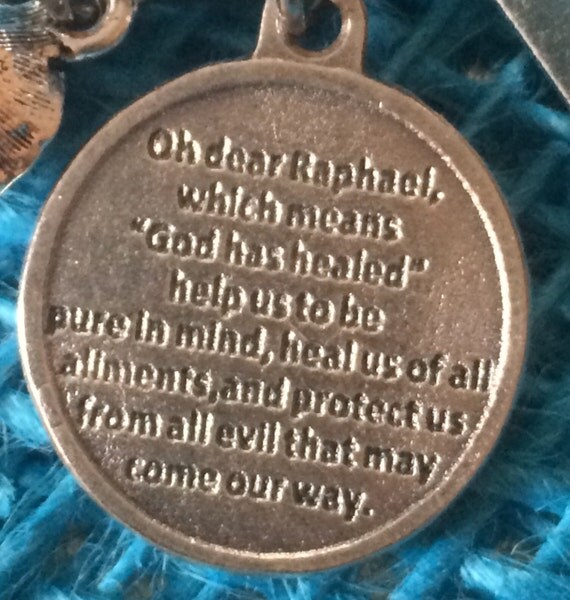 Oh dear Raphael,
which means
"God has healed"
help us to be
pure in mind, heal us of all
aliments, and protect us
from all evil that may
come our way.